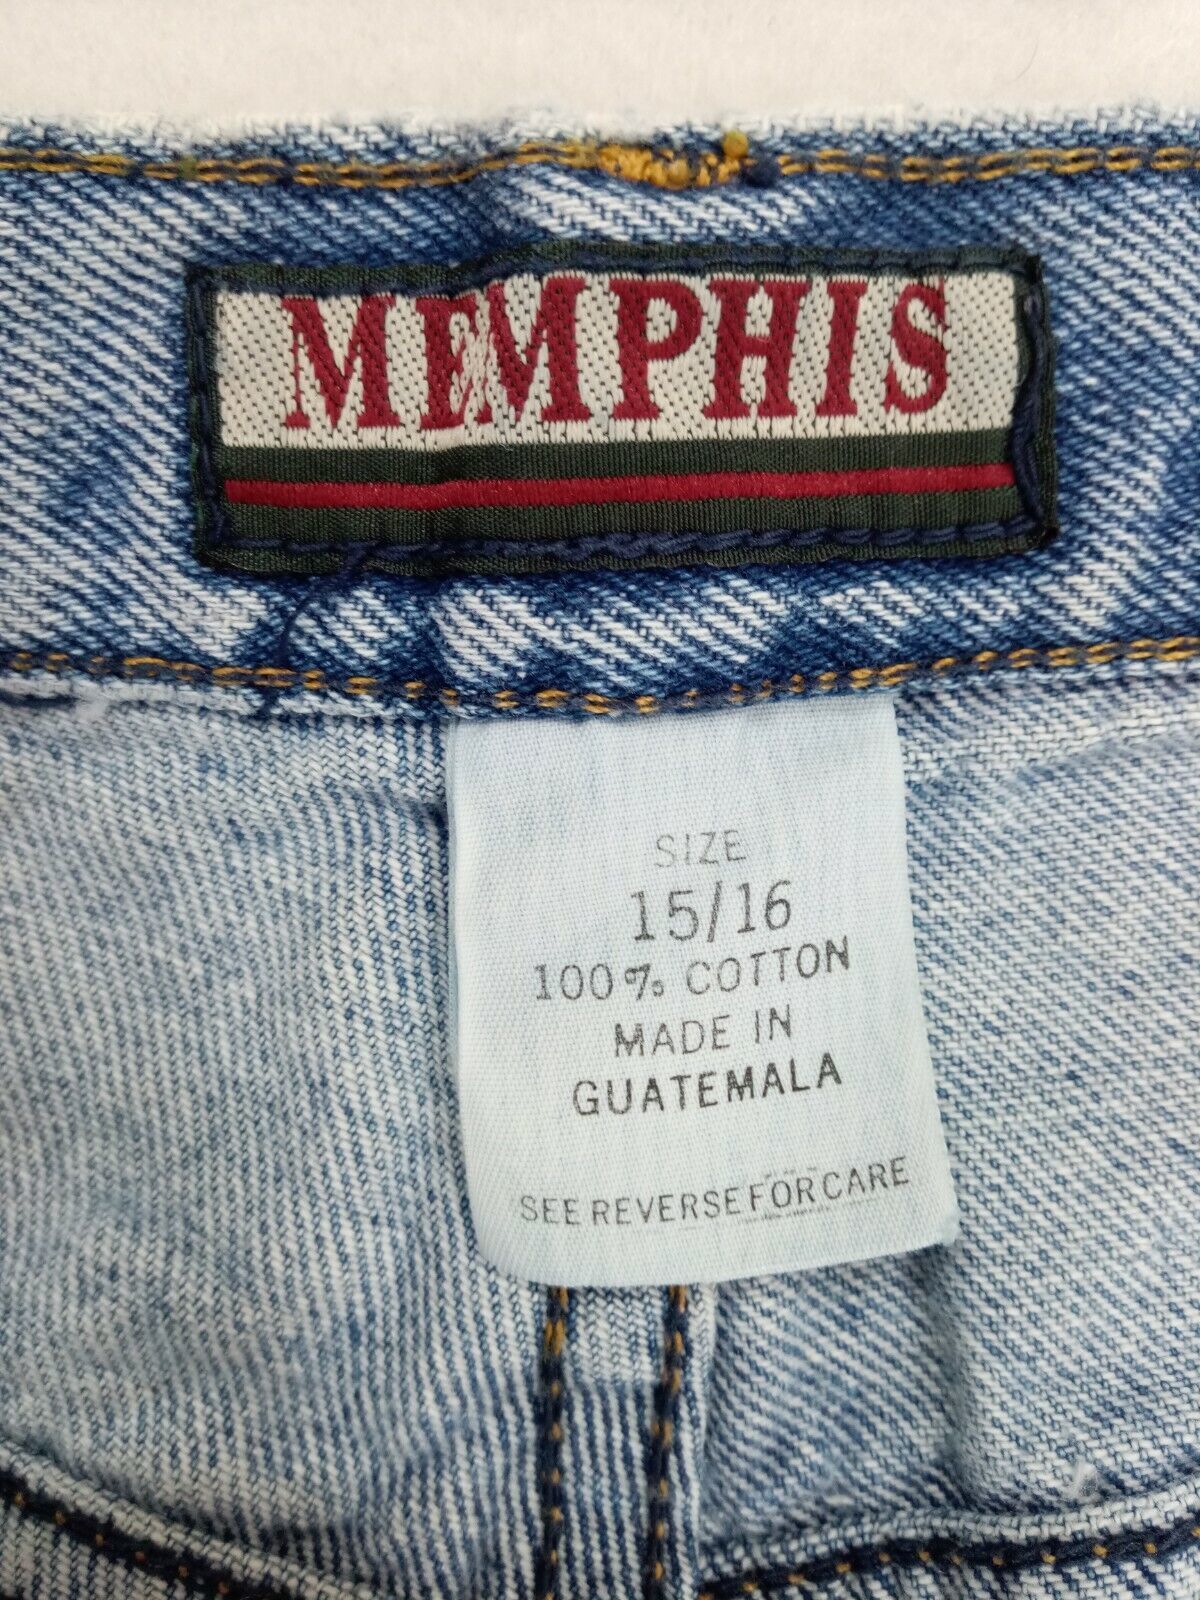 MEMPHIS
SIZE
15/16
100% COTTON
MADE IN
GUATEMALA
SEE REVERSE FOR CARE